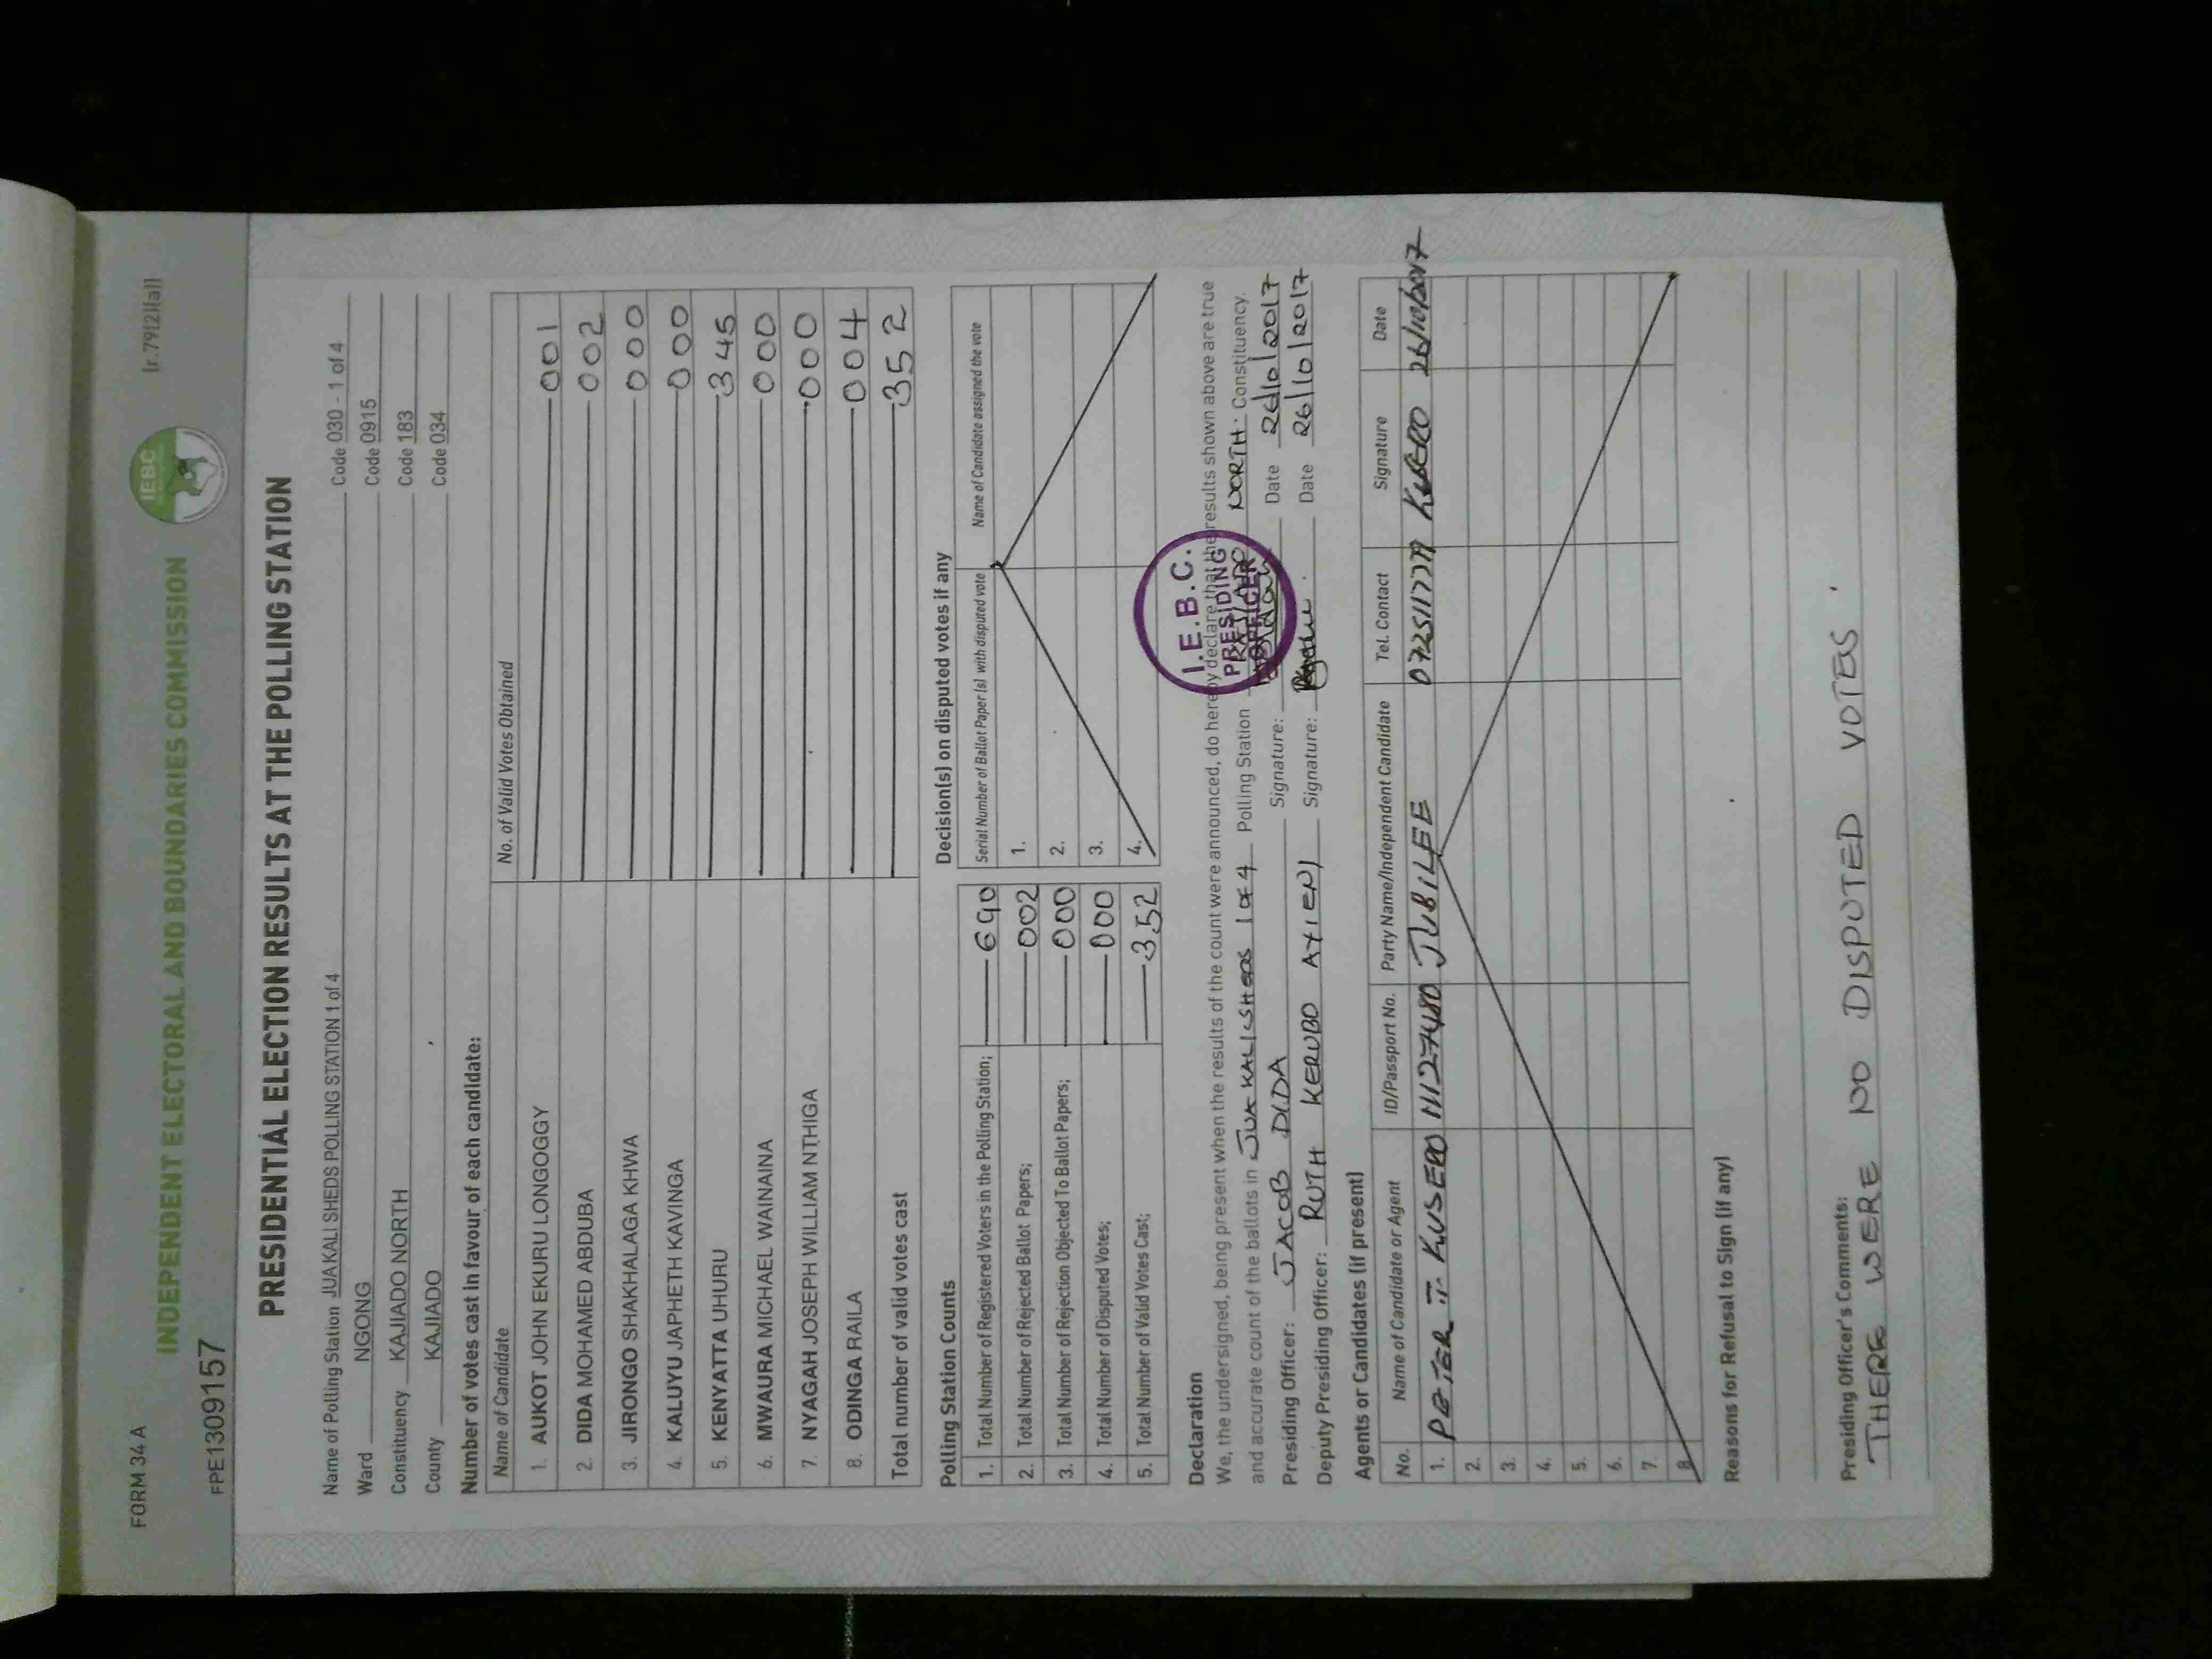 FORM 34 A
INDEPENDENT ELECTORAL AND BOUNDARIES COMMISSION
IEBC
(r.79(2)(a))
FPE1309157
PRESIDENTIAL ELECTION RESULTS AT THE POLLING STATION
Name of Polling Station JUA KALI SHEDS POLLING STATION 1 of 4 Code 030 - 1 of 4
Ward NGONG Code 0915
Constituency KAJIADO NORTH Code 183
County KAJIADO Code 034
Number of votes cast in favour of each candidate:
Name of Candidate No. of Valid Votes Obtained
1. AUKOT JOHN EKURU LONGOGGY 001
2. DIDA MOHAMED ABDUBA 002
3. JIRONGO SHAKHALAGA KHWA 000
4. KALUYU JAPHETH KAVINGA 000
5. KENYATTA UHURU 345
6. MWAURA MICHAEL WAINAINA 000
7. NYAGAH JOSEPH WILLIAM NTHIGA 000
8. ODINGA RAILA 004
Total number of valid votes cast 352
Polling Station Counts
1. Total Number of Registered Voters in the Polling Station; 690
2. Total Number of Rejected Ballot Papers; 002
3. Total Number of Rejection Objected To Ballot Papers; 000
4. Total Number of Disputed Votes; 000
5. Total Number of Valid Votes Cast; 352
Decision(s) on disputed votes if any
Serial Number of Ballot Paper(s) with disputed vote Name of Candidate assigned the vote
1.
2.
3.
4.
Declaration
We, the undersigned, being present when the results of the count were announced, do hereby declare that the results shown above are true
and accurate count of the ballots in JUA KALI SHEDS 1 OF 4 Polling Station KAJIADO NORTH. Constituency.
Presiding Officer: JACOB DIDA Signature: Date 26/10/2017
Deputy Presiding Officer: RUTH KERUBO AYIENI Signature: Date 26/10/2017
I.E.B.C.
PRESIDING
OFFICER
Agents or Candidates (if present)
No. Name of Candidate or Agent ID/Passport No. Party Name/Independent Candidate Tel. Contact Signature Date
1. PETER T. KUSERO 11127480 JUBILEE KUSERO 26/10/2017
2.
3.
4.
5.
6.
7.
8.
Reasons for Refusal to Sign (if any)
Presiding Officer's Comments:
THERE WERE NO DISPUTED VOTES.